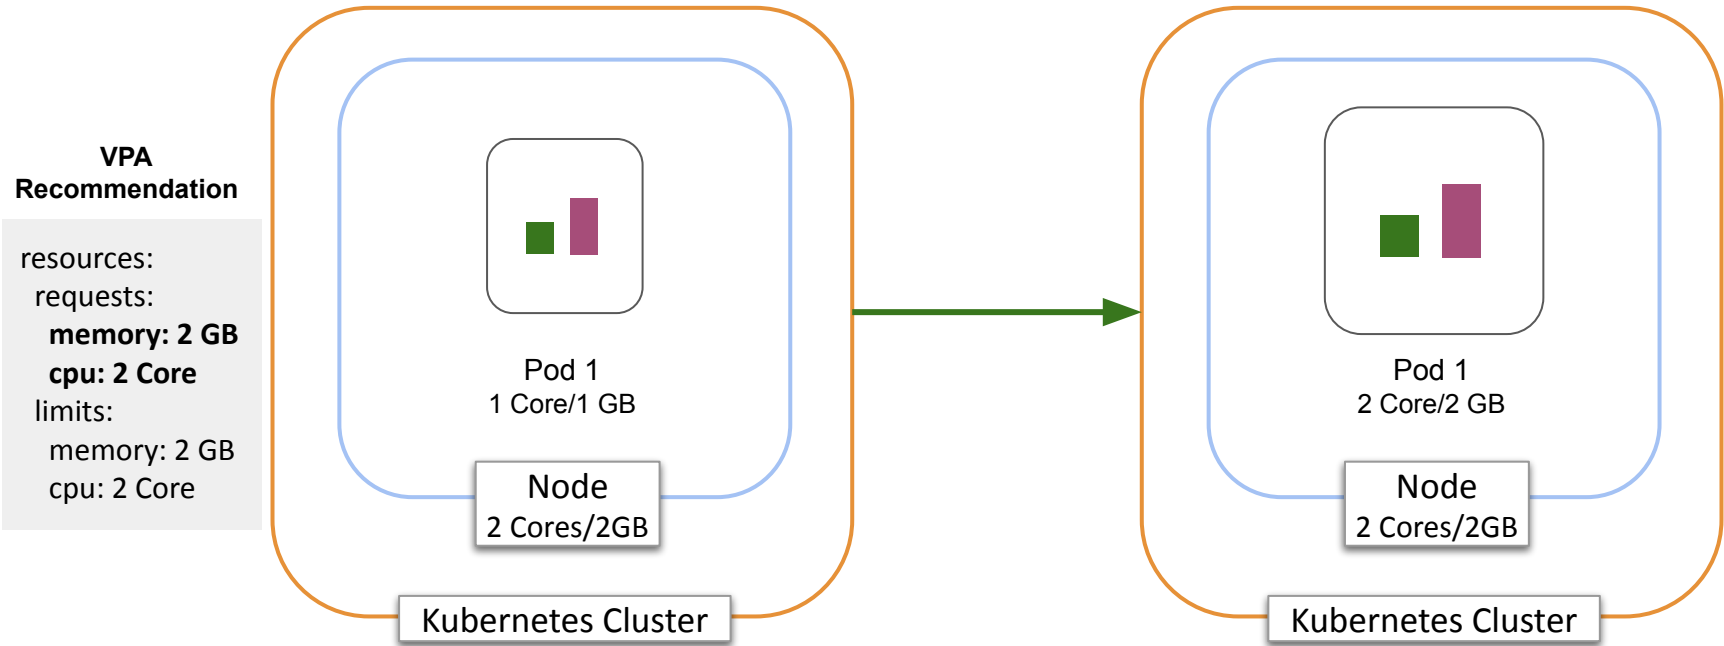 VPA
Recommendation
resources:
requests:
memory: 2 GB
cpu: 2 Core
limits:
memory: 2 GB
cpu: 2 Core
Pod 1
1 Core/1 GB
Node
2 Cores/2GB
Kubernetes Cluster
Pod 1
2 Core/2 GB
Node
2 Cores/2GB
Kubernetes Cluster